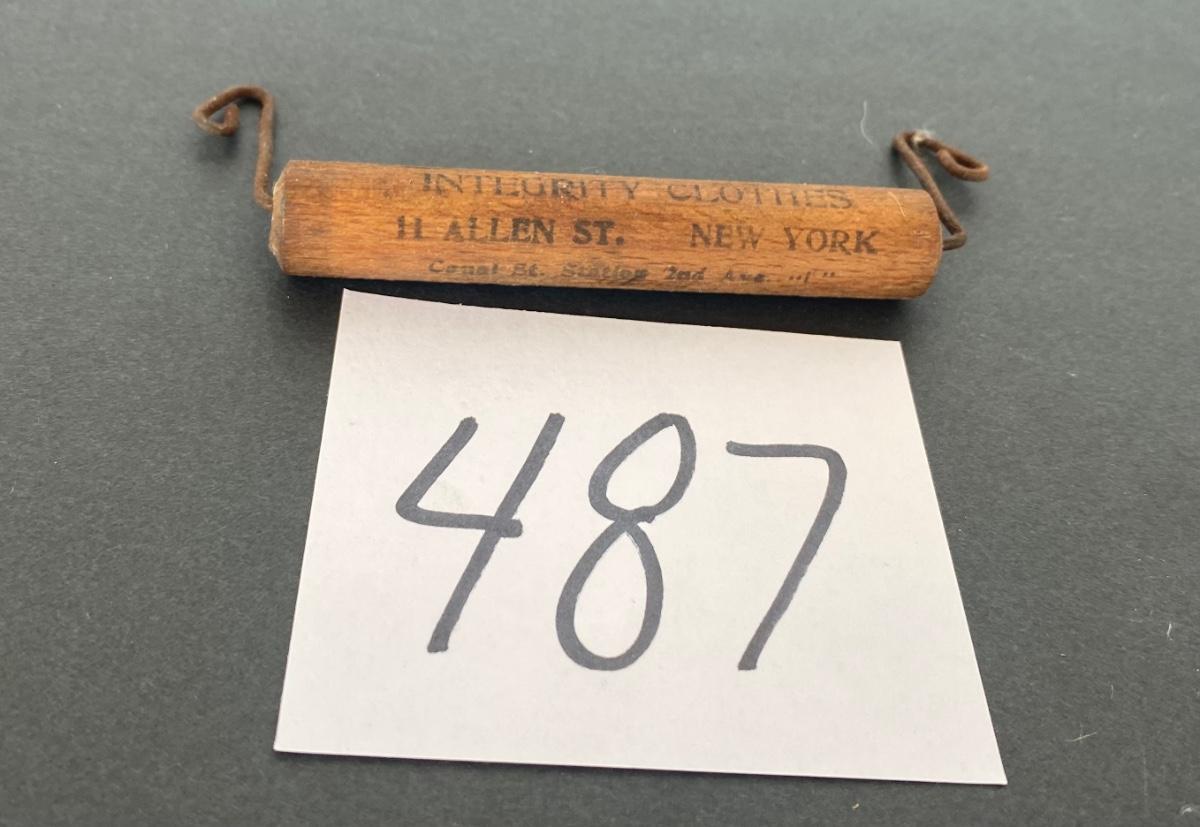 INTEGRITY CLOTHES
11 ALLEN ST. NEW YORK
Canal St. Station 2nd Ave. "L"
487